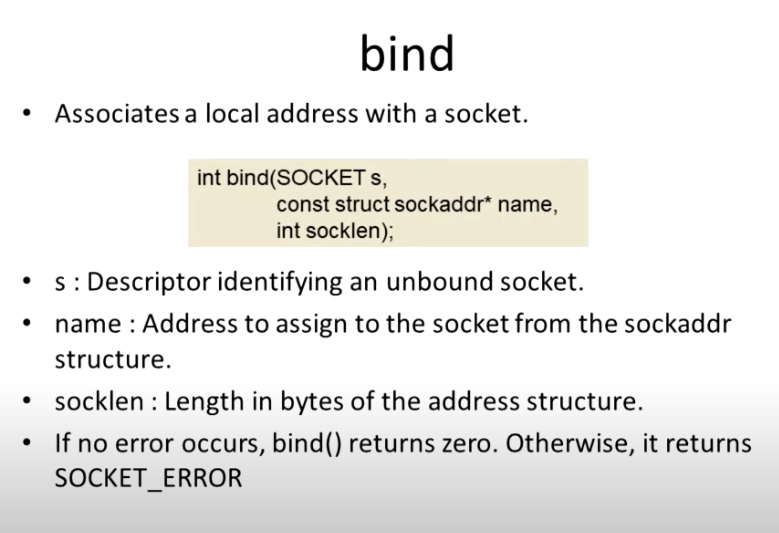 bind
• Associates a local address with a socket.
int bind(SOCKET s,
const struct sockaddr* name,
int socklen);
• s : Descriptor identifying an unbound socket.
• name : Address to assign to the socket from the sockaddr
structure.
• socklen : Length in bytes of the address structure.
• If no error occurs, bind() returns zero. Otherwise, it returns
SOCKET_ERROR